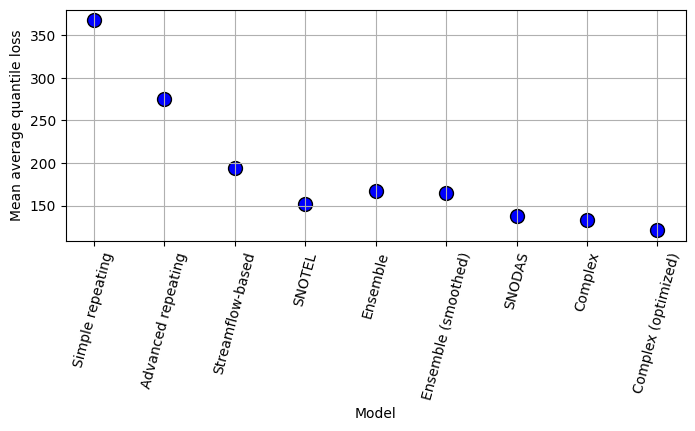 Mean average quantile loss
350
300
250
200
150
Simple repeating
Advanced repeating
Streamflow-based
SNOTEL
Ensemble
Ensemble (smoothed)
SNODAS
Complex
Complex (optimized)
Model